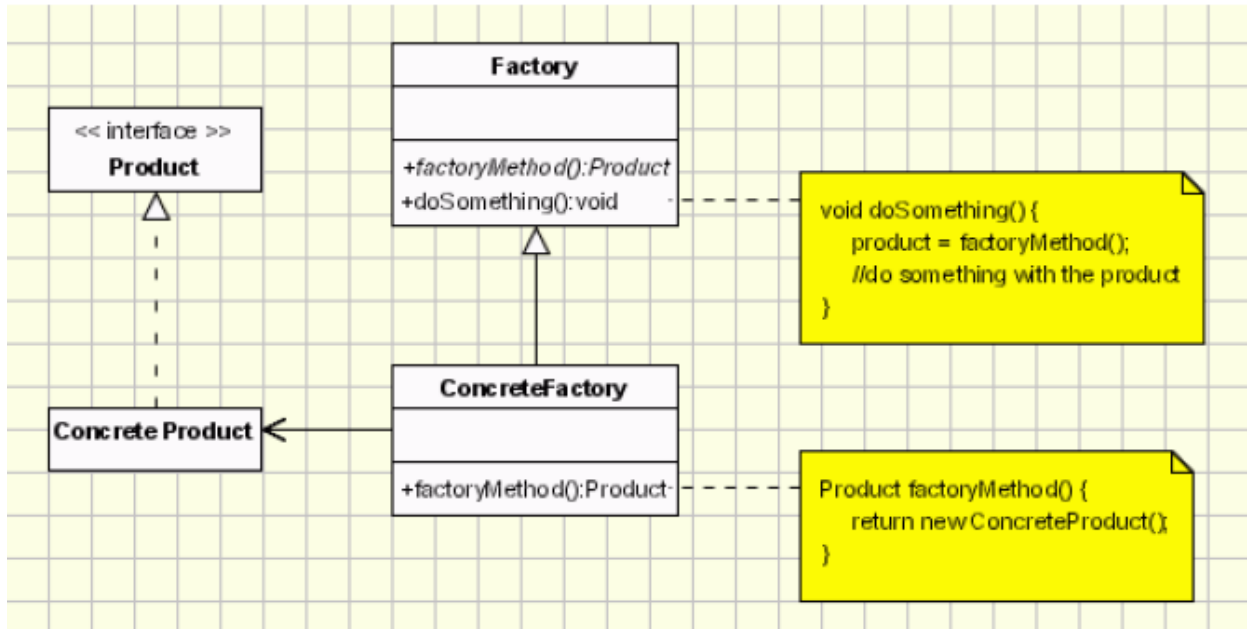 Factory
+factoryMethod():Product
+doSomething():void
<< interface >>
Product
void doSomething() {
product = factoryMethod();
//do something with the product
}
ConcreteFactory
+factoryMethod():Product
Concrete Product
Product factoryMethod() {
return new ConcreteProduct();
}